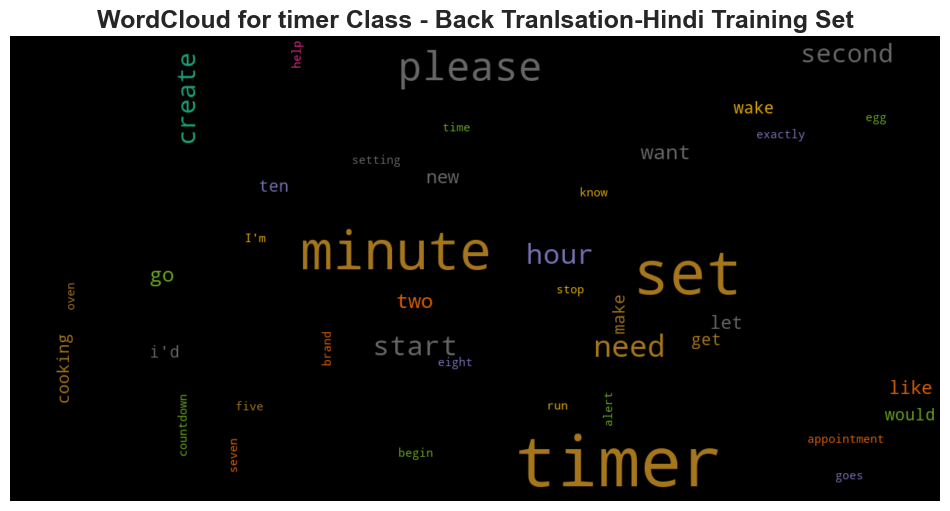 WordCloud for timer Class - Back Tranlsation-Hindi Training Set
help
please
second
create
wake
egg
time
exactly
want
setting
new
ten
know
I'm
minute
hour
set
go
oven
stop
two
make
let
start
need
get
i'd
brand
eight
cooking
like
countdown
five
run
alert
would
seven
begin
timer
appointment
goes